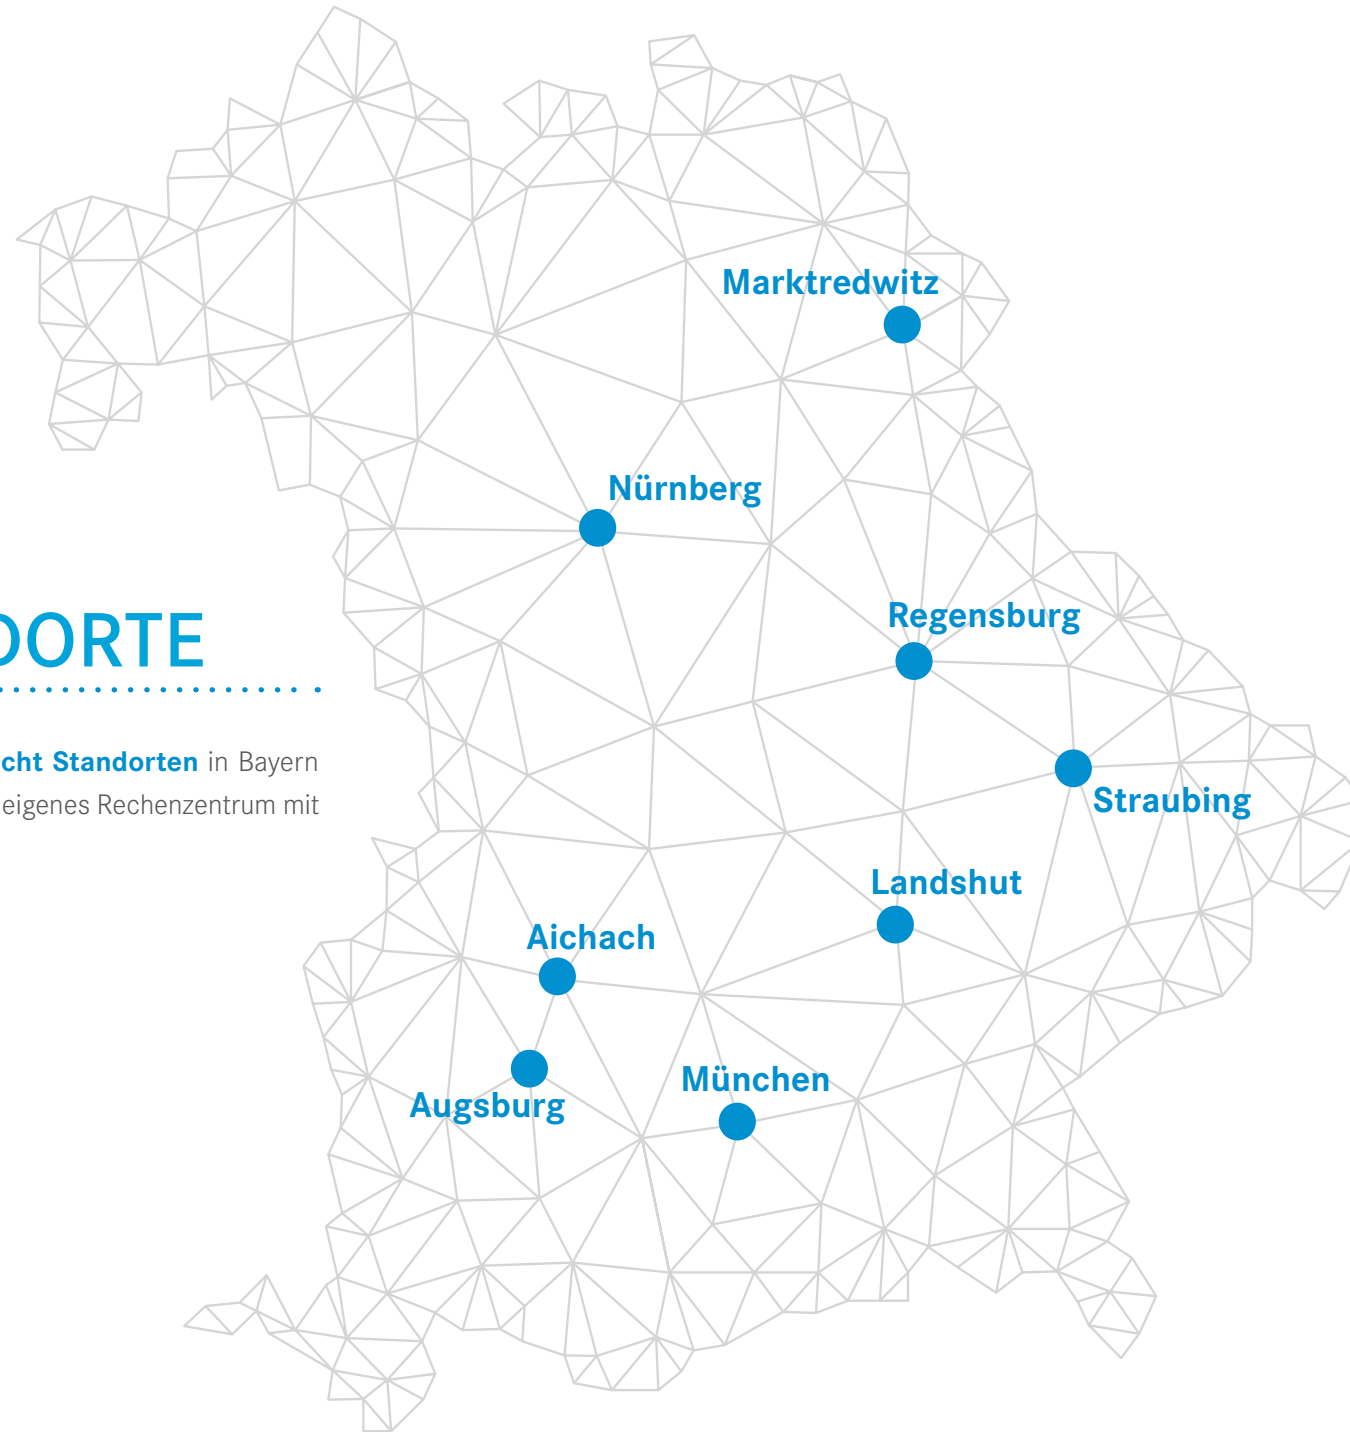 Marktredwitz
Nürnberg
Regensburg
DORTE
cht Standorten in Bayern
eigenes Rechenzentrum mit
Straubing
Landshut
Aichach
München
Augsburg